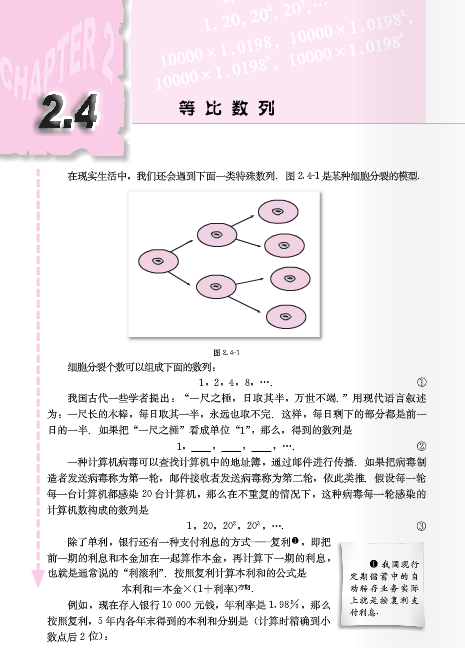 1, 20, 20², 20³, …
10000×1.0198, 10000×1.0198²,
10000×1.0198³, 10000×1.0198⁴
CHAPTER 2
2.4
等比数列
在现实生活中，我们还会遇到下面一类特殊数列. 图 2.4-1 是某种细胞分裂的模型.
图 2.4-1
细胞分裂个数可以组成下面的数列：
1，2，4，8，…. ①
我国古代一些学者提出：“一尺之棰，日取其半，万世不竭.”用现代语言叙述
为：一尺长的木棒，每日取其一半，永远也取不完. 这样，每日剩下的部分都是前一
日的一半. 如果把“一尺之棰”看成单位“1”，那么，得到的数列是
1，____，____，____，…. ②
一种计算机病毒可以查找计算机中的地址簿，通过邮件进行传播. 如果把病毒制
造者发送病毒称为第一轮，邮件接收者发送病毒称为第二轮，依此类推. 假设每一轮
每一台计算机都感染 20 台计算机，那么在不重复的情况下，这种病毒每一轮感染的
计算机数构成的数列是
1，20，20²，20³，…. ③
除了单利，银行还有一种支付利息的方式——复利❶，即把
前一期的利息和本金加在一起算作本金，再计算下一期的利息，
也就是通常说的“利滚利”. 按照复利计算本利和的公式是
本利和=本金×(1+利率)^存期.
例如，现在存入银行 10 000 元钱，年利率是 1.98%，那么
按照复利，5 年内各年末得到的本利和分别是（计算时精确到小
数点后 2 位）：
❶ 我国现行
定期储蓄中的自
动转存业务实际
上就是按复利支
付利息.